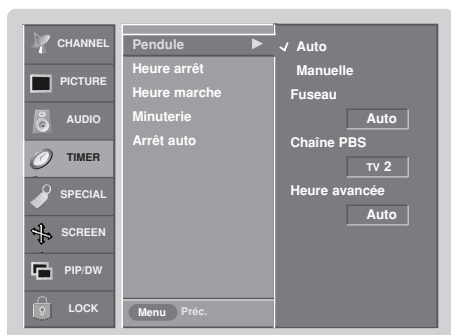 CHANNEL
PICTURE
AUDIO
TIMER
SPECIAL
SCREEN
PIP/DW
LOCK
Pendule
Heure arrêt
Heure marche
Minuterie
Arrêt auto
Menu Préc.
Auto
Manuelle
Fuseau
Auto
Chaîne PBS
TV 2
Heure avancée
Auto